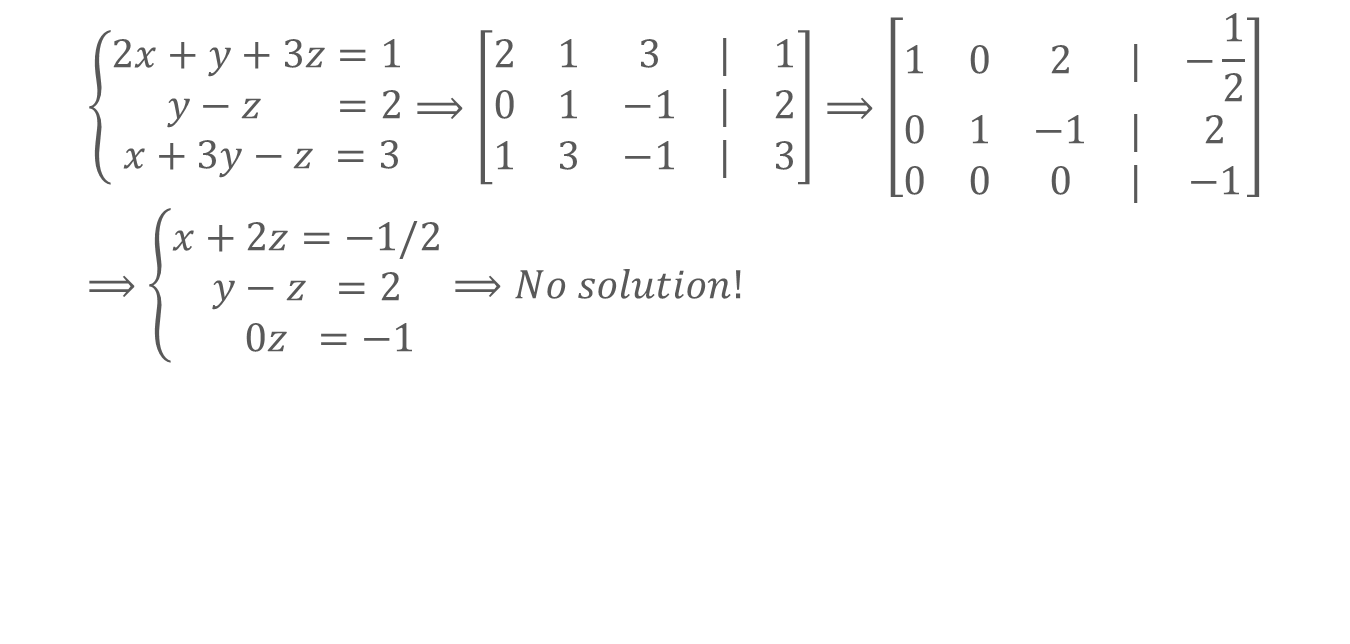 {2x + y + 3z = 1 ⟹ [2 1 3 | 1 ⟹ [1 0 2 | −1/2
y − z = 2 0 1 −1 | 2 0 1 −1 | 2
x + 3y − z = 3 1 3 −1 | 3] 0 0 0 | −1]
⟹ {x + 2z = −1/2
y − z = 2 ⟹ No solution!
0z = −1